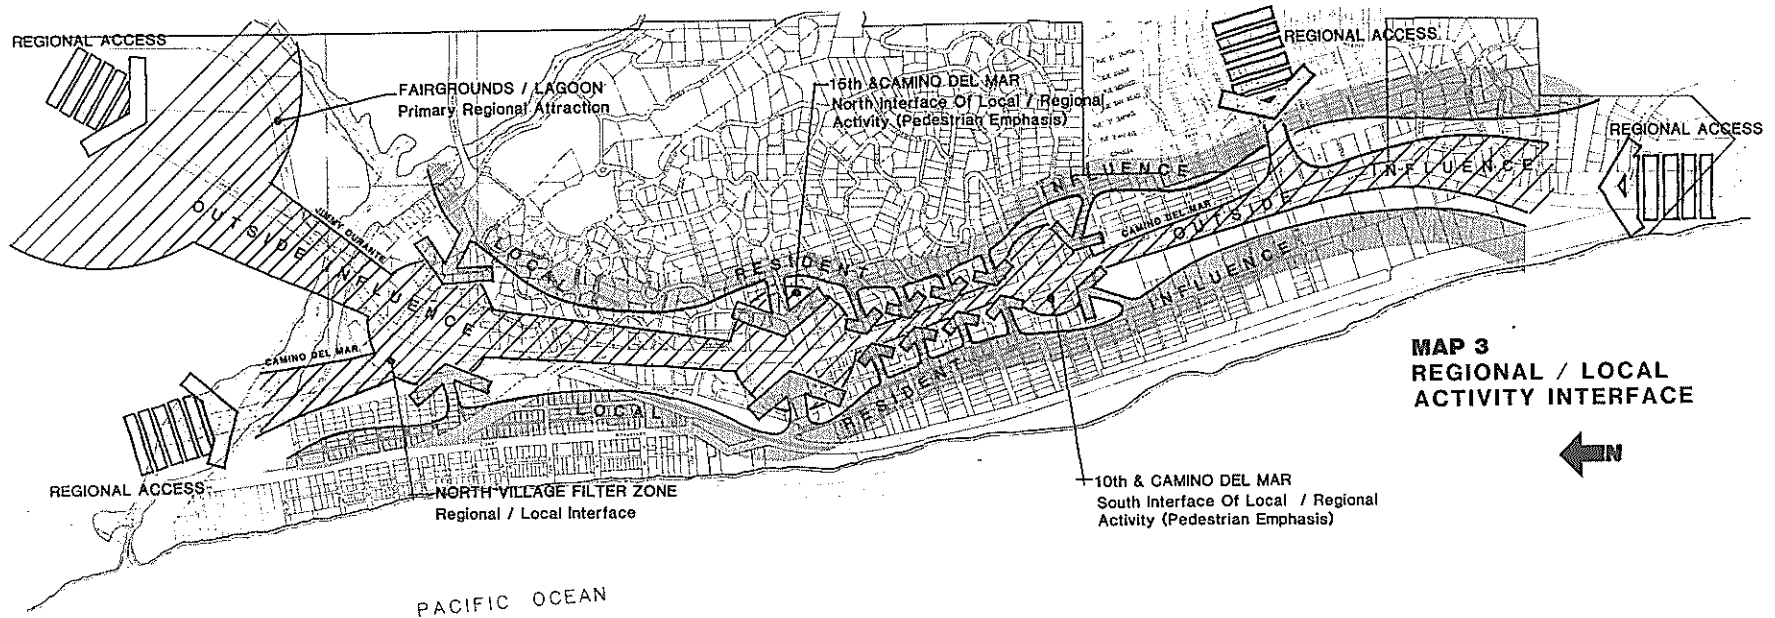 REGIONAL ACCESS
REGIONAL ACCESS
FAIRGROUNDS / LAGOON
Primary Regional Attraction
15th & CAMINO DEL MAR
North Interface Of Local / Regional
Activity (Pedestrian Emphasis)
REGIONAL ACCESS
INFLUENCE
INFLUENCE
OUTSIDE INFLUENCE
JIMMY DURANTE
LOCAL
RESIDENT
CAMINO DEL MAR
OUTSIDE
INFLUENCE
CAMINO DEL MAR
LOCAL
RESIDENT
MAP 3
REGIONAL / LOCAL
ACTIVITY INTERFACE
N
REGIONAL ACCESS
NORTH VILLAGE FILTER ZONE
Regional / Local Interface
10th & CAMINO DEL MAR
South Interface Of Local / Regional
Activity (Pedestrian Emphasis)
PACIFIC OCEAN